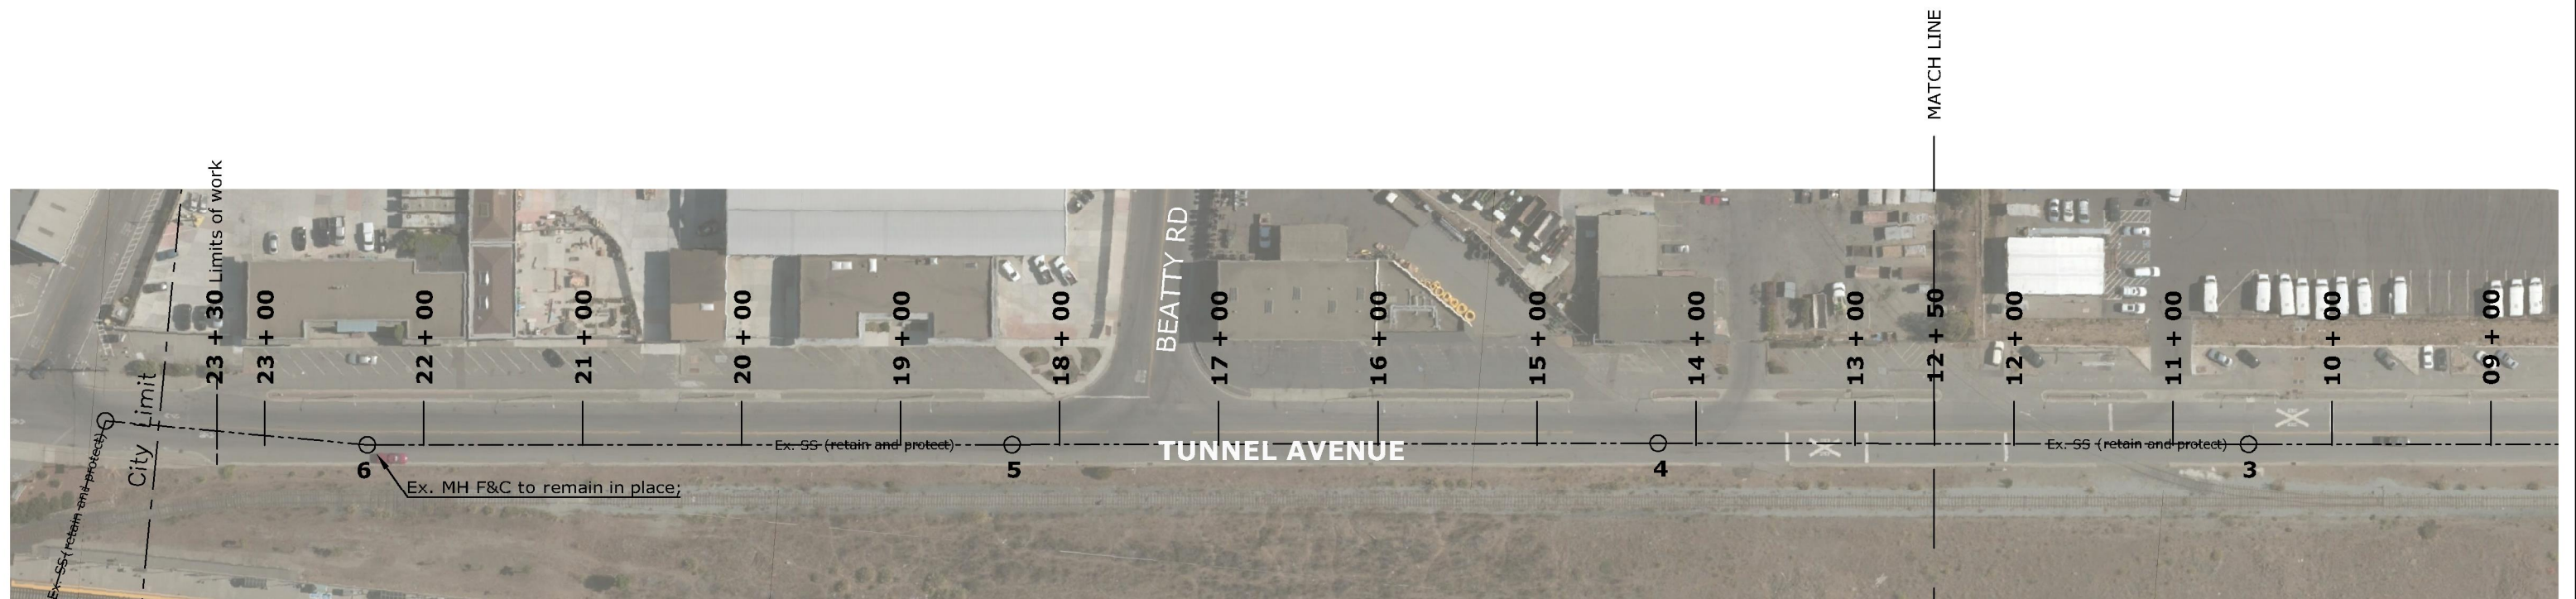 MATCH LINE
Limits of work
23 + 30
23 + 00
22 + 00
21 + 00
20 + 00
19 + 00
18 + 00
BEATTY RD
17 + 00
16 + 00
15 + 00
14 + 00
13 + 00
12 + 50
12 + 00
11 + 00
10 + 00
09 + 00
City Limit
Ex. SS (retain and protect)
Ex. SS (retain and protect)
TUNNEL AVENUE
Ex. SS (retain and protect)
6
5
4
3
Ex. MH F&C to remain in place;